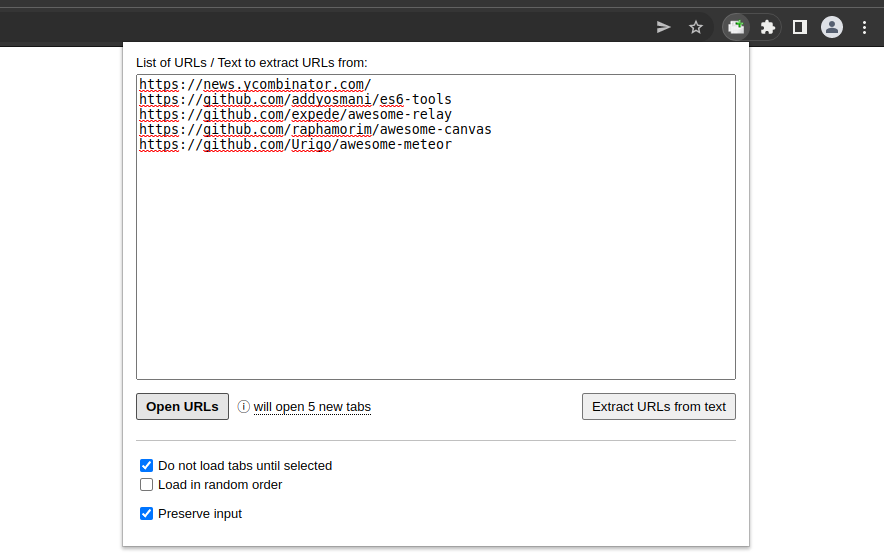 List of URLs / Text to extract URLs from:
https://news.ycombinator.com/
https://github.com/addyosmani/es6-tools
https://github.com/expede/awesome-relay
https://github.com/raphamorim/awesome-canvas
https://github.com/Urigo/awesome-meteor
Open URLs
will open 5 new tabs
Extract URLs from text
Do not load tabs until selected
Load in random order
Preserve input